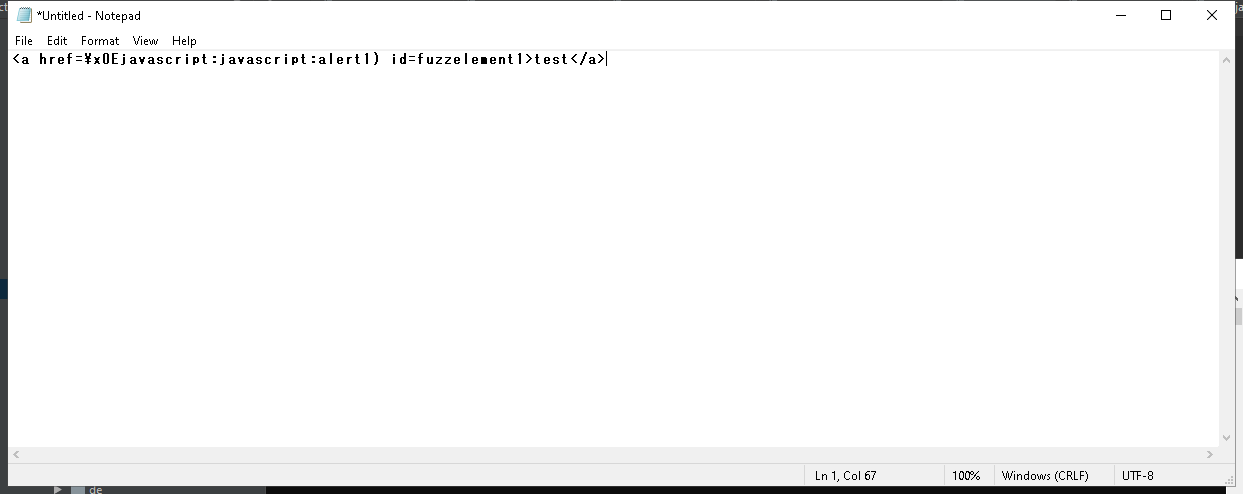 *Untitled - Notepad
File Edit Format View Help
<a href=¥x0Ejavascript:javascript:alert1) id=fuzzelement1>test</a>
Ln 1, Col 67 100% Windows (CRLF) UTF-8
de